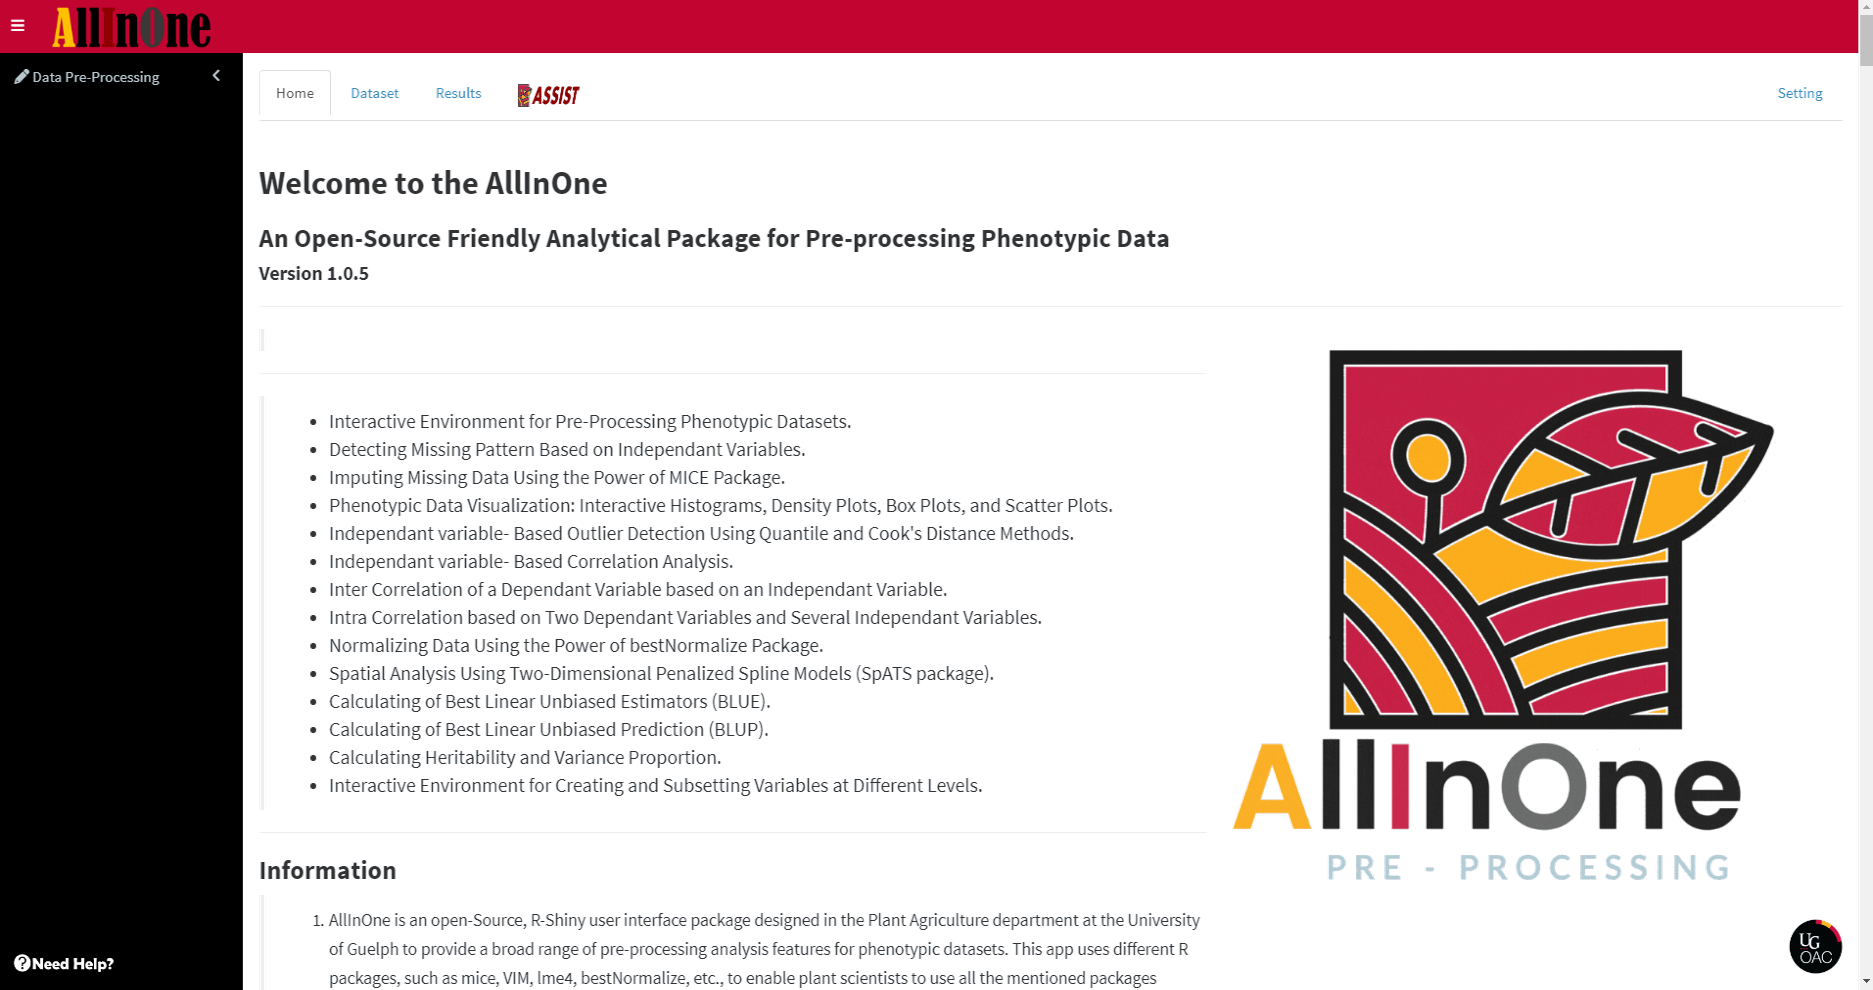 AllInOne
Data Pre-Processing
Home
Dataset
Results
ASSIST
Setting
Welcome to the AllInOne
An Open-Source Friendly Analytical Package for Pre-processing Phenotypic Data
Version 1.0.5
Interactive Environment for Pre-Processing Phenotypic Datasets.
Detecting Missing Pattern Based on Independant Variables.
Imputing Missing Data Using the Power of MICE Package.
Phenotypic Data Visualization: Interactive Histograms, Density Plots, Box Plots, and Scatter Plots.
Independant variable- Based Outlier Detection Using Quantile and Cook's Distance Methods.
Independant variable- Based Correlation Analysis.
Inter Correlation of a Dependant Variable based on an Independant Variable.
Intra Correlation based on Two Dependant Variables and Several Independant Variables.
Normalizing Data Using the Power of bestNormalize Package.
Spatial Analysis Using Two-Dimensional Penalized Spline Models (SpATS package).
Calculating of Best Linear Unbiased Estimators (BLUE).
Calculating of Best Linear Unbiased Prediction (BLUP).
Calculating Heritability and Variance Proportion.
Interactive Environment for Creating and Subsetting Variables at Different Levels.
AllInOne
PRE - PROCESSING
Information
1. AllInOne is an open-Source, R-Shiny user interface package designed in the Plant Agriculture department at the University
of Guelph to provide a broad range of pre-processing analysis features for phenotypic datasets. This app uses different R
packages, such as mice, VIM, lme4, bestNormalize, etc., to enable plant scientists to use all the mentioned packages
Need Help?
UG
OAC